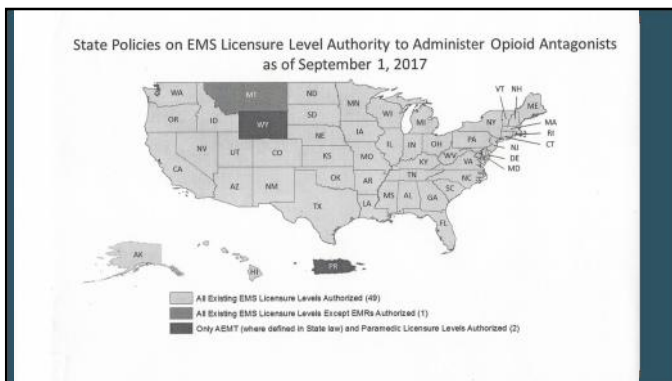 State Policies on EMS Licensure Level Authority to Administer Opioid Antagonists
as of September 1, 2017
WA
MT
ND
MN
VT
NH
ME
OR
ID
SD
WI
MI
NY
MA
RI
CT
WY
NE
IA
IL
IN
OH
PA
NJ
DE
MD
NV
UT
CO
KS
MO
KY
WV
VA
CA
AZ
NM
OK
AR
TN
NC
SC
TX
LA
MS
AL
GA
FL
AK
HI
PR
All Existing EMS Licensure Levels Authorized (49)
All Existing EMS Licensure Levels Except EMRs Authorized (1)
Only AEMT (where defined in State law) and Paramedic Licensure Levels Authorized (2)